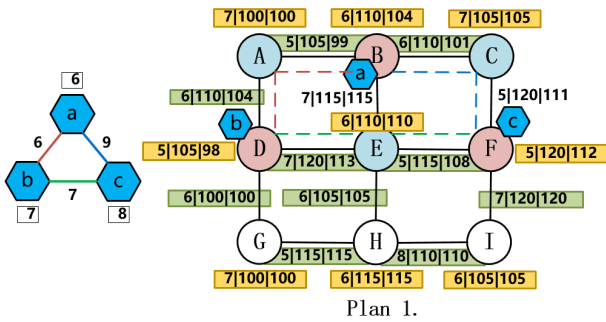 7|100|100
6|110|104
7|105|105
5|105|99
6|110|101
A
B
C
6
a
a
6|110|104
7|115|115
5|120|111
6
9
b
6|110|110
c
5|105|98
D
E
F
5|120|112
7|120|113
5|115|108
b
7
c
7
8
6|100|100
6|105|105
7|120|120
G
H
I
5|115|115
8|110|110
7|100|100
6|115|115
6|105|105
Plan 1.